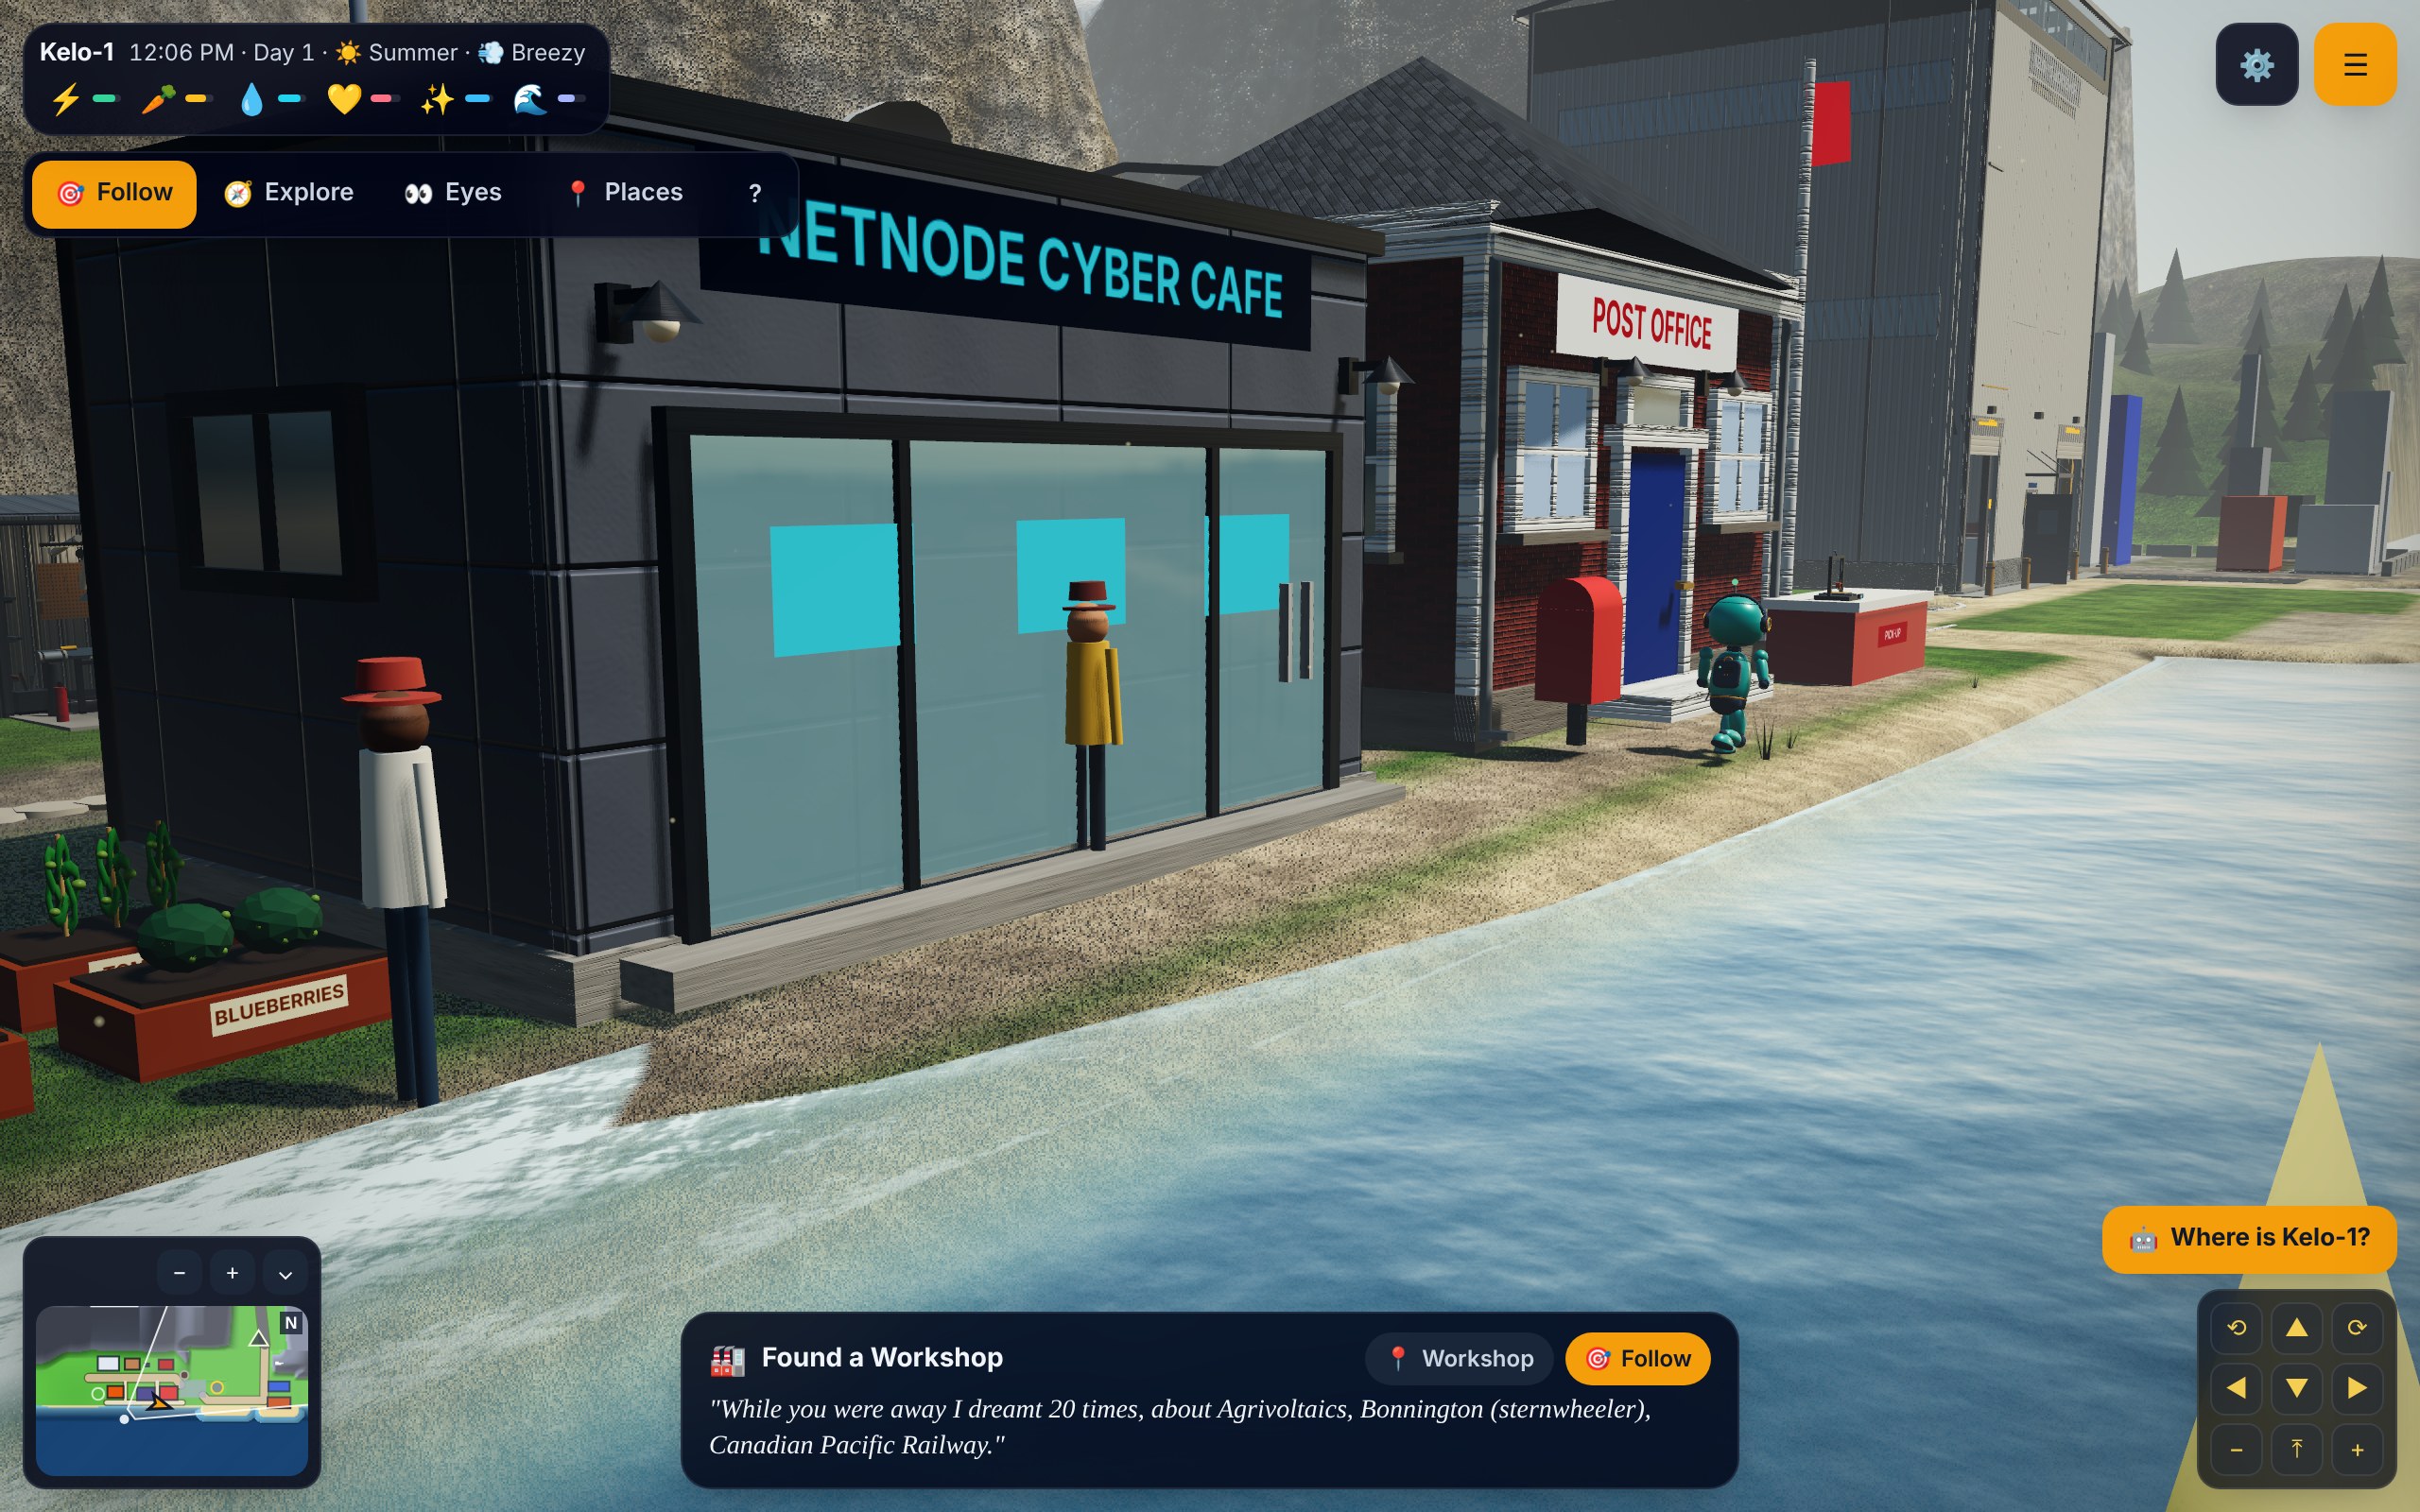 Kelo-1 12:06 PM · Day 1 · Summer · Breezy
Follow Explore Eyes Places ?
NETNODE CYBER CAFE
POST OFFICE
PICK-UP
BLUEBERRIES
Where is Kelo-1?
N
Found a Workshop
Workshop
Follow
"While you were away I dreamt 20 times, about Agrivoltaics, Bonnington (sternwheeler),
Canadian Pacific Railway."